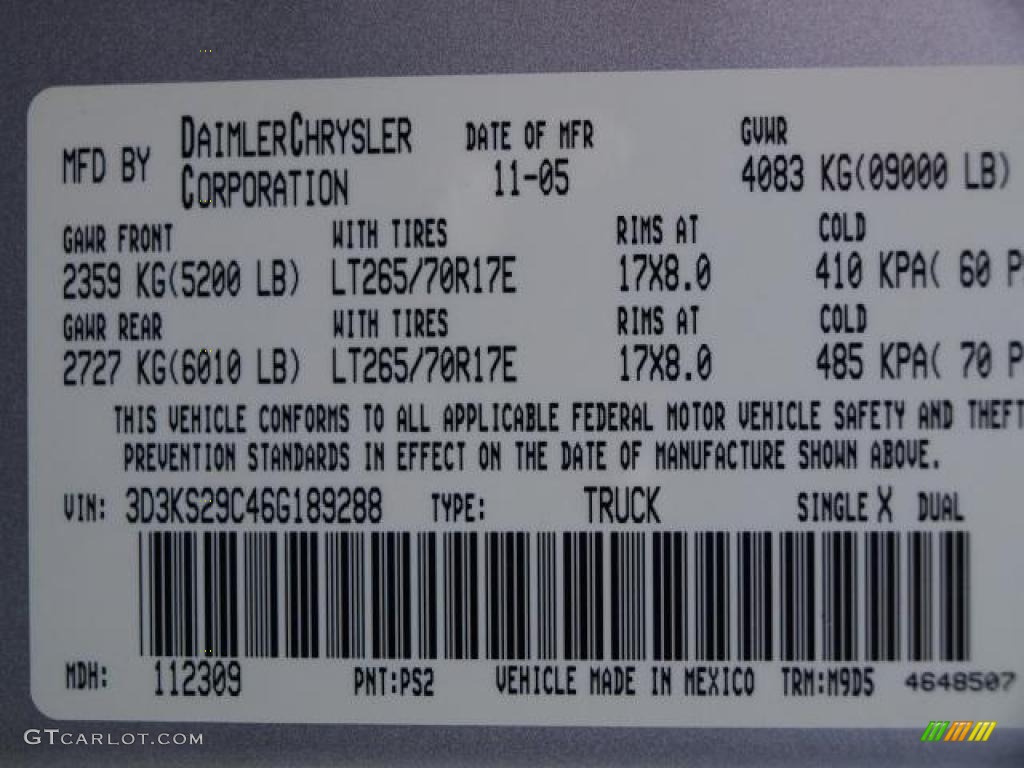 MFD BY DAIMLERCHRYSLER CORPORATION DATE OF MFR 11-05 GVWR 4083 KG(09000 LB)
GAWR FRONT WITH TIRES RIMS AT COLD
2359 KG(5200 LB) LT265/70R17E 17X8.0 410 KPA( 60 P
GAWR REAR WITH TIRES RIMS AT COLD
2727 KG(6010 LB) LT265/70R17E 17X8.0 485 KPA( 70 P
THIS VEHICLE CONFORMS TO ALL APPLICABLE FEDERAL MOTOR VEHICLE SAFETY AND THEFT
PREVENTION STANDARDS IN EFFECT ON THE DATE OF MANUFACTURE SHOWN ABOVE.
VIN: 3D3KS29C46G189288 TYPE: TRUCK SINGLE X DUAL
MDH: 112309 PNT:PS2 VEHICLE MADE IN MEXICO TRM:M9D5 4648507
GTCARLOT.COM